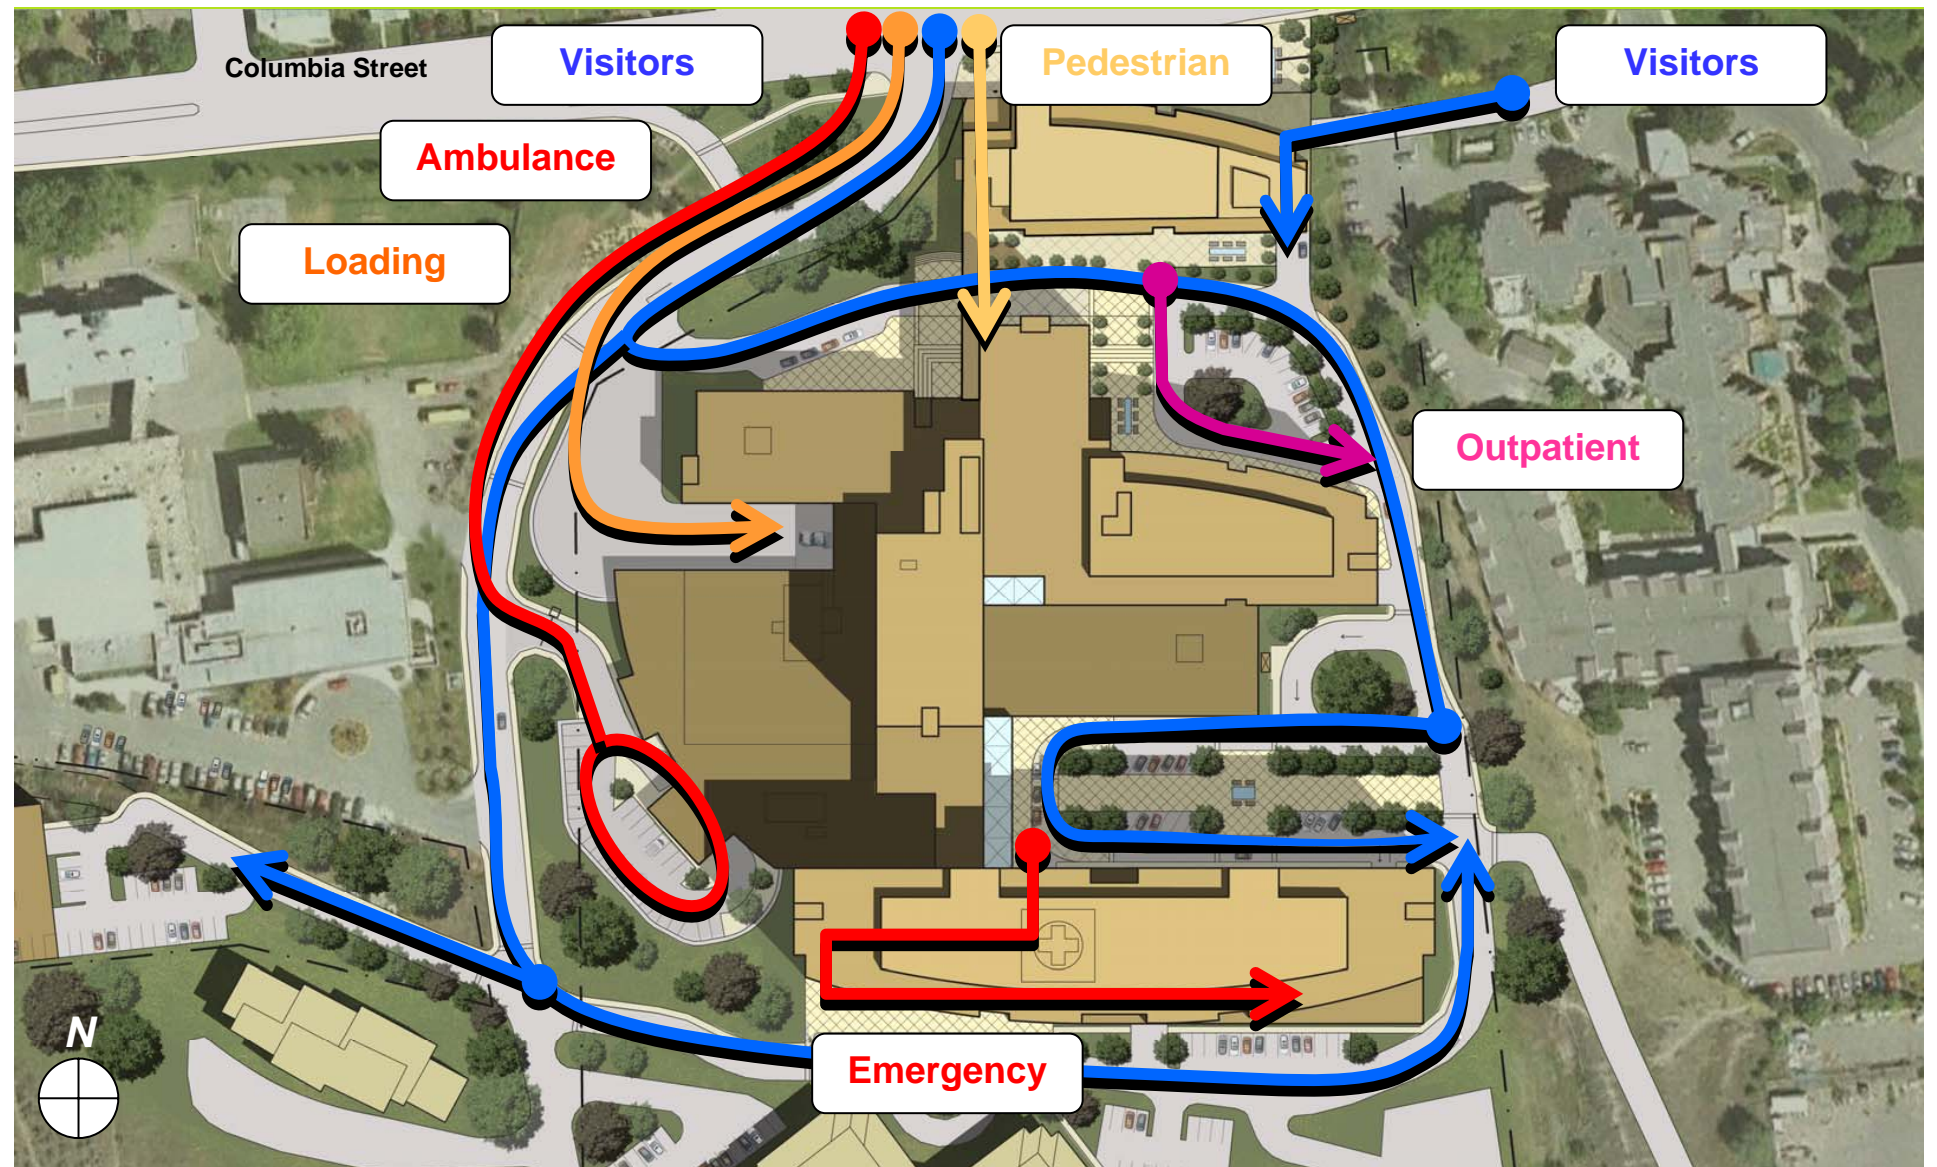 Visitors
Pedestrian
Visitors
Columbia Street
Ambulance
Loading
Outpatient
N
Emergency